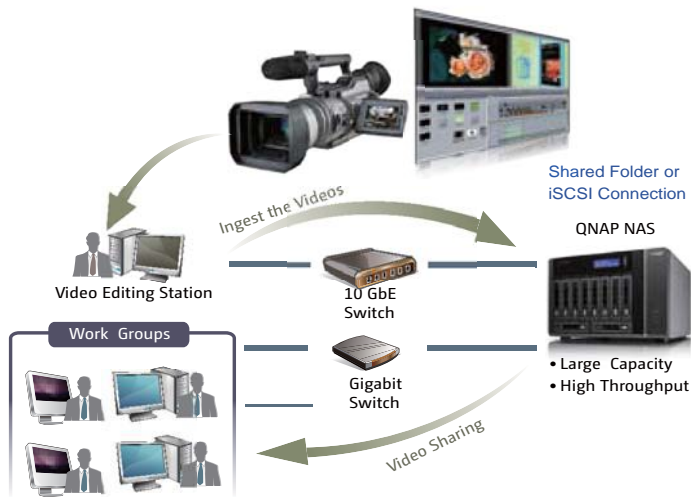 Shared Folder or
iSCSI Connection
Ingest the Videos
QNAP NAS
Video Editing Station
10 GbE
Switch
Work Groups
• Large Capacity
• High Throughput
Gigabit
Switch
Video Sharing